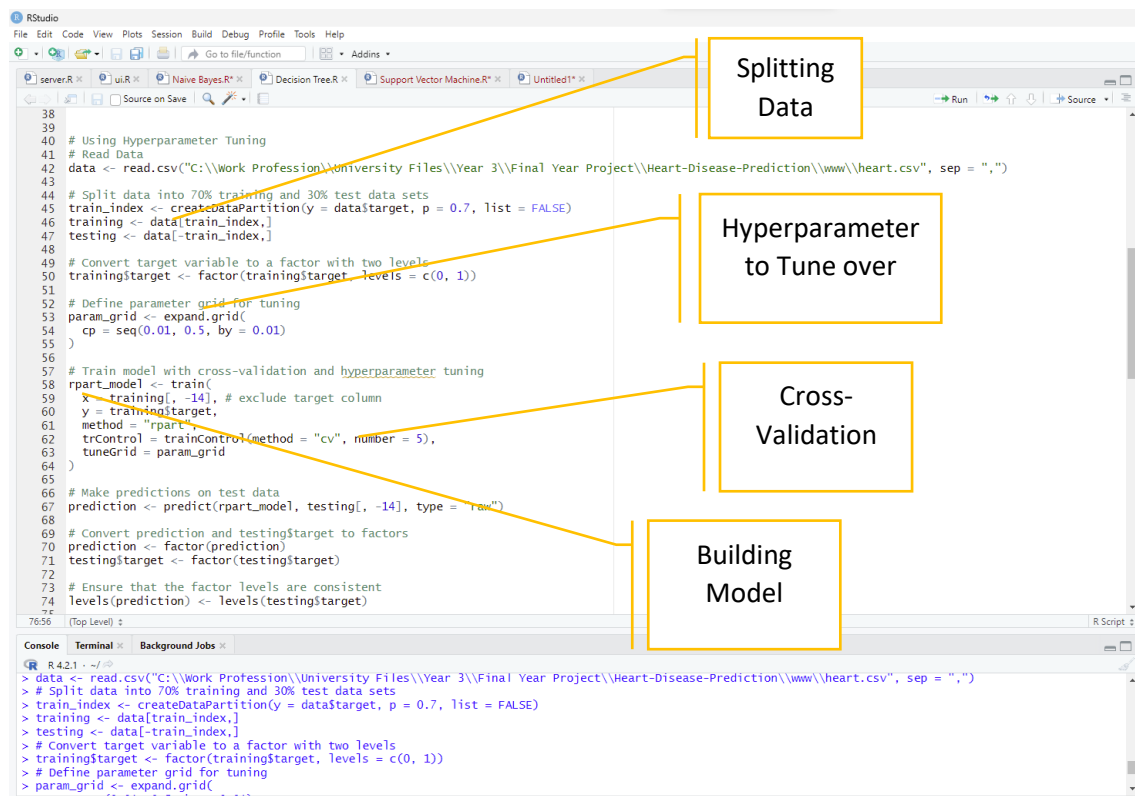 RStudio
File Edit Code View Plots Session Build Debug Profile Tools Help
Go to file/function Addins
server.R ui.R Naive Bayes.R* Decision Tree.R Support Vector Machine.R* Untitled1*
Source on Save Run Source
38
39
40 # Using Hyperparameter Tuning
41 # Read Data
42 data <- read.csv("C:\\Work Profession\\University Files\\Year 3\\Final Year Project\\Heart-Disease-Prediction\\www\\heart.csv", sep = ",")
43
44 # Split data into 70% training and 30% test data sets
45 train_index <- createDataPartition(y = data$target, p = 0.7, list = FALSE)
46 training <- data[train_index,]
47 testing <- data[-train_index,]
48
49 # Convert target variable to a factor with two levels
50 training$target <- factor(training$target, levels = c(0, 1))
51
52 # Define parameter grid for tuning
53 param_grid <- expand.grid(
54 cp = seq(0.01, 0.5, by = 0.01)
55 )
56
57 # Train model with cross-validation and hyperparameter tuning
58 rpart_model <- train(
59 x = training[, -14], # exclude target column
60 y = training$target,
61 method = "rpart",
62 trControl = trainControl(method = "cv", number = 5),
63 tuneGrid = param_grid
64 )
65
66 # Make predictions on test data
67 prediction <- predict(rpart_model, testing[, -14], type = "raw")
68
69 # Convert prediction and testing$target to factors
70 prediction <- factor(prediction)
71 testing$target <- factor(testing$target)
72
73 # Ensure that the factor levels are consistent
74 levels(prediction) <- levels(testing$target)
75
76:56 (Top Level) R Script
Splitting
Data
Hyperparameter
to Tune over
Cross-
Validation
Building
Model
Console Terminal Background Jobs
R 4.2.1 · ~/
> data <- read.csv("C:\\Work Profession\\University Files\\Year 3\\Final Year Project\\Heart-Disease-Prediction\\www\\heart.csv", sep = ",")
> # Split data into 70% training and 30% test data sets
> train_index <- createDataPartition(y = data$target, p = 0.7, list = FALSE)
> training <- data[train_index,]
> testing <- data[-train_index,]
> # Convert target variable to a factor with two levels
> training$target <- factor(training$target, levels = c(0, 1))
> # Define parameter grid for tuning
> param_grid <- expand.grid(